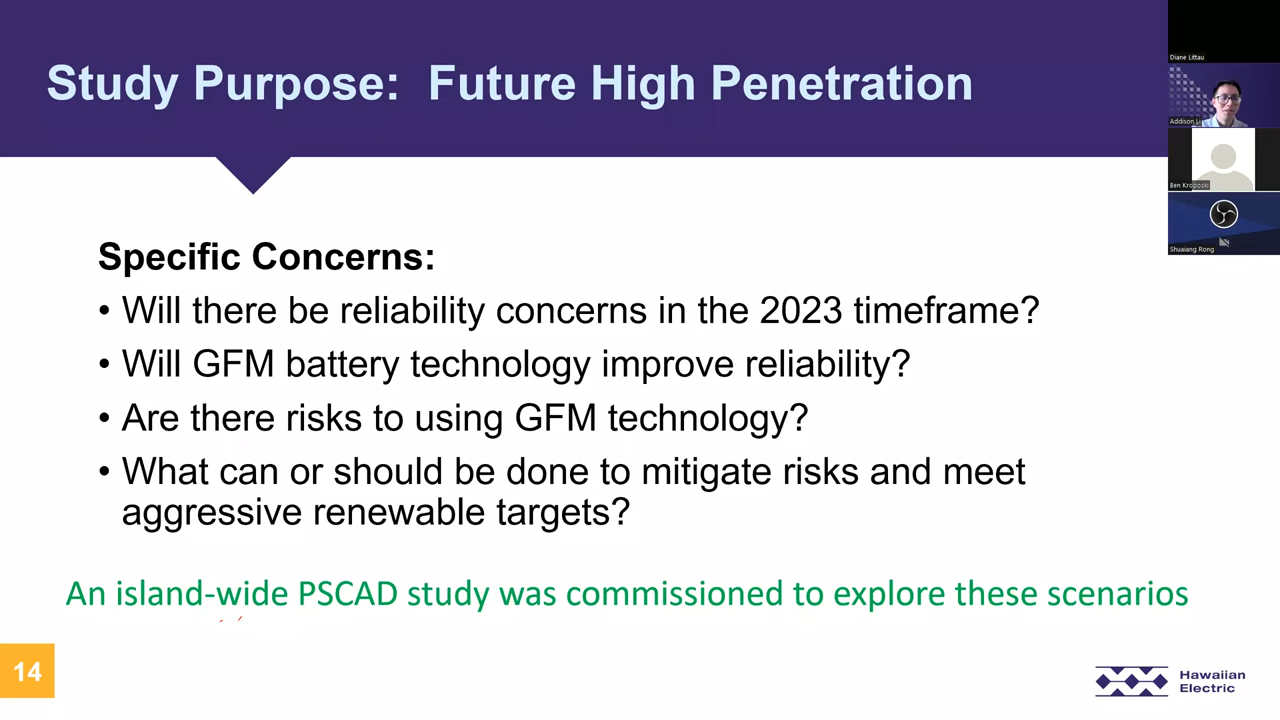 Study Purpose:  Future High Penetration
Diane Littau
Addison Li
Ben Kroposki
Shuaiang Rong
Specific Concerns:
• Will there be reliability concerns in the 2023 timeframe?
• Will GFM battery technology improve reliability?
• Are there risks to using GFM technology?
• What can or should be done to mitigate risks and meet
aggressive renewable targets?
An island-wide PSCAD study was commissioned to explore these scenarios
14
Hawaiian
Electric